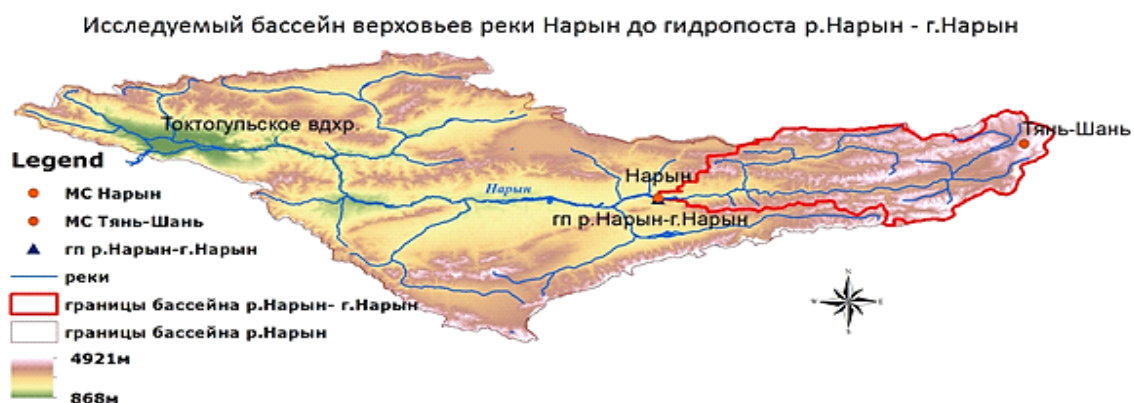 Исследуемый бассейн верховьев реки Нарын до гидропоста р.Нарын - г.Нарын
Токтогульское вдхр.
Тянь-Шань
Нарын
Нарын
гп р.Нарын-г.Нарын
Legend
МС Нарын
МС Тянь-Шань
гп р.Нарын-г.Нарын
реки
границы бассейна р.Нарын- г.Нарын
границы бассейна р.Нарын
4921м
868м
N
W
E
S